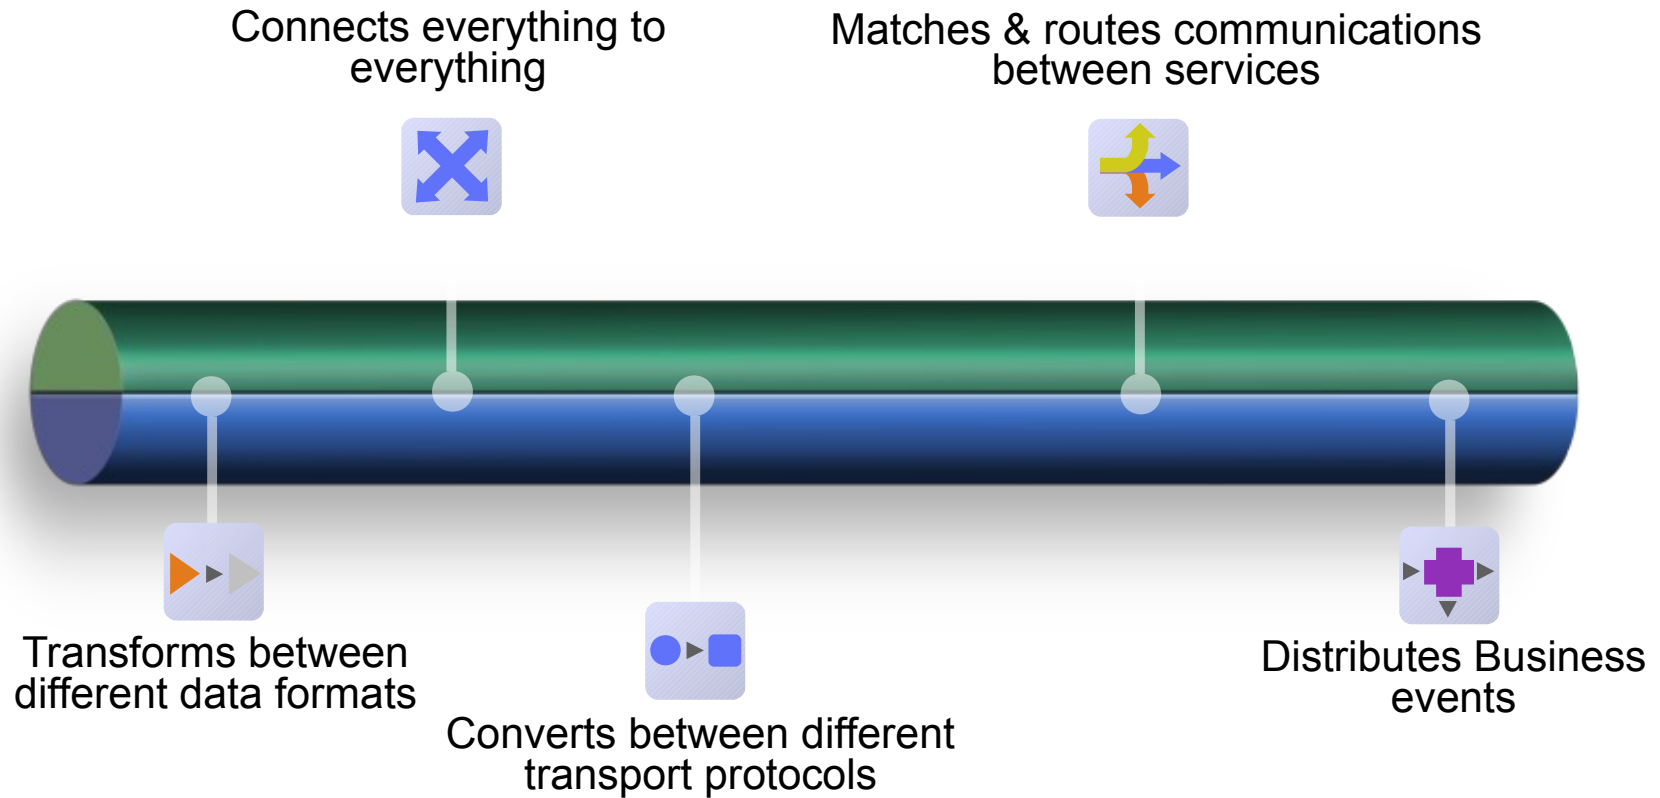 Connects everything to
everything
Matches & routes communications
between services
Transforms between
different data formats
Converts between different
transport protocols
Distributes Business
events